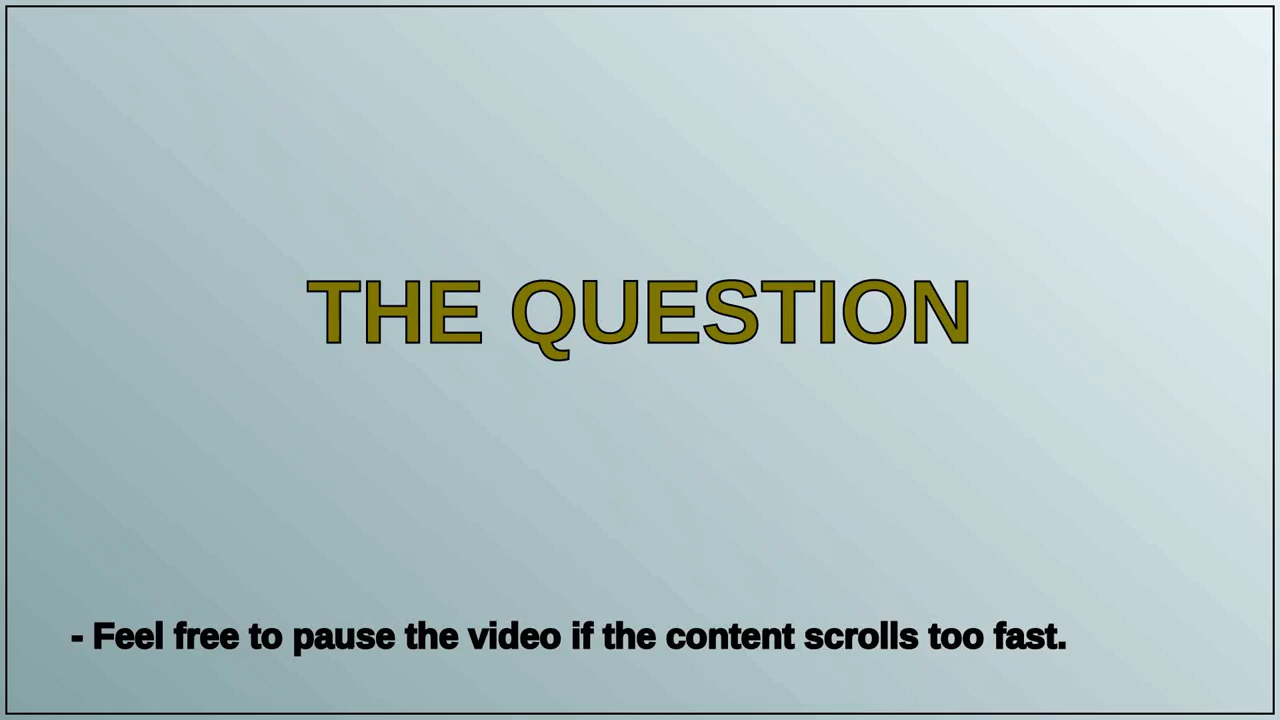 THE QUESTION
- Feel free to pause the video if the content scrolls too fast.